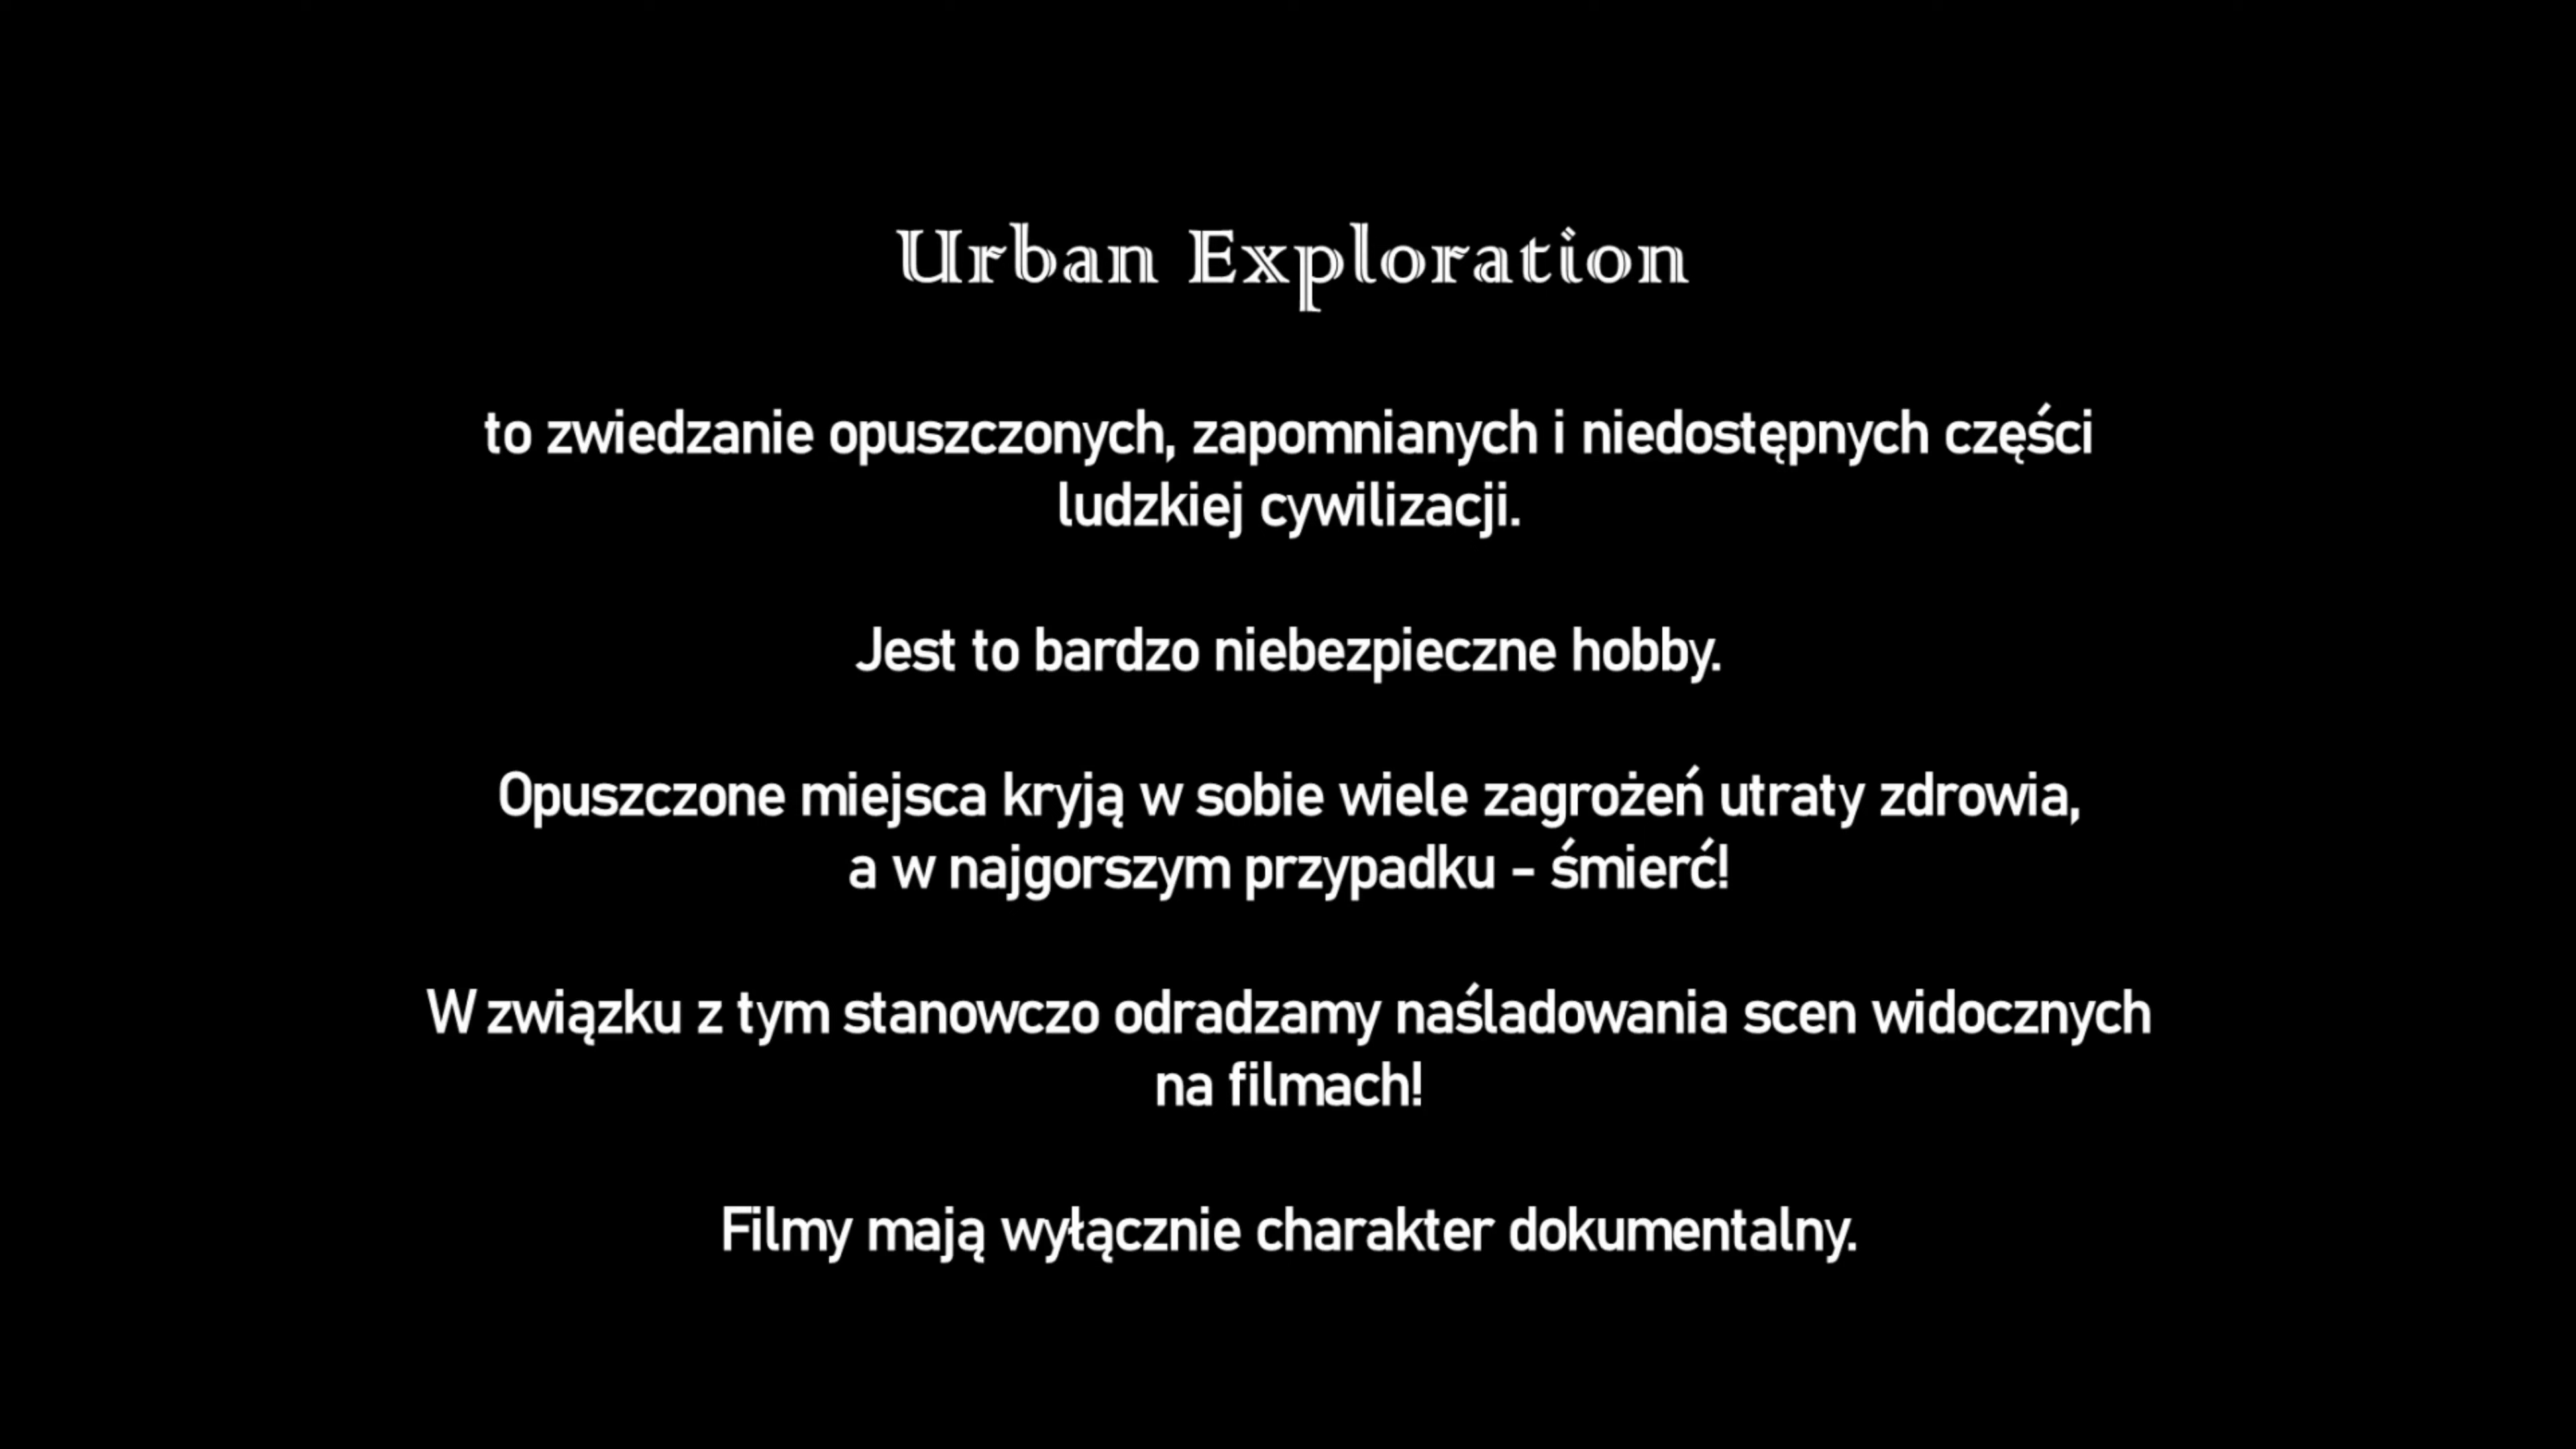 Urban Exploration
to zwiedzanie opuszczonych, zapomnianych i niedostępnych części
ludzkiej cywilizacji.
Jest to bardzo niebezpieczne hobby.
Opuszczone miejsca kryją w sobie wiele zagrożeń utraty zdrowia,
a w najgorszym przypadku - śmierć!
W związku z tym stanowczo odradzamy naśladowania scen widocznych
na filmach!
Filmy mają wyłącznie charakter dokumentalny.